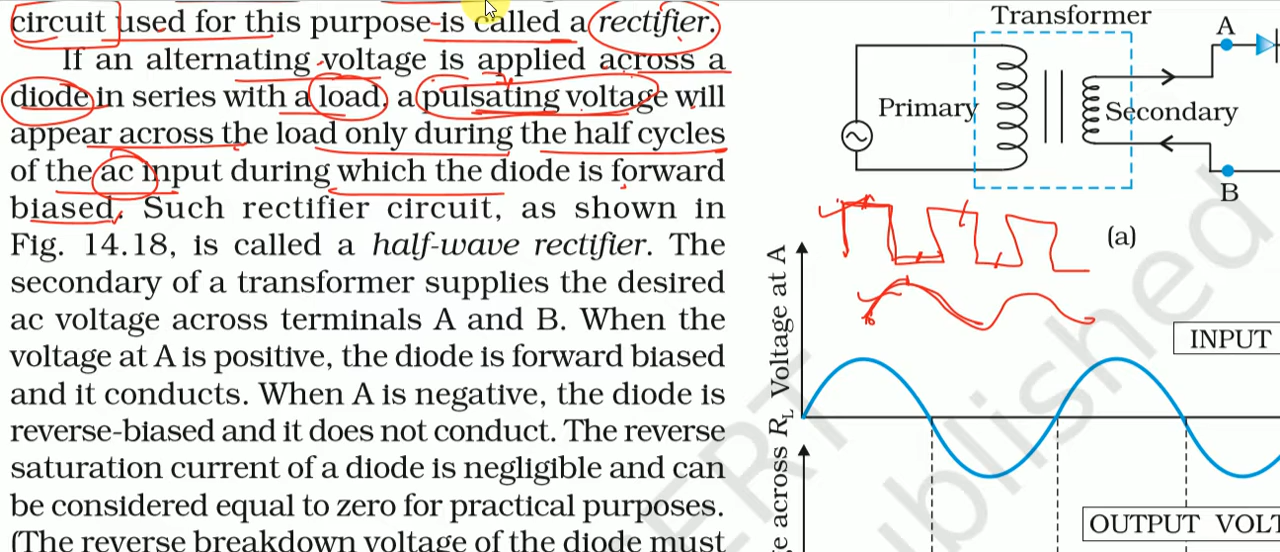 circuit used for this purpose is called a rectifier.
If an alternating voltage is applied across a
diode in series with a load, a pulsating voltage will
appear across the load only during the half cycles
of the ac input during which the diode is forward
biased. Such rectifier circuit, as shown in
Fig. 14.18, is called a half-wave rectifier. The
secondary of a transformer supplies the desired
ac voltage across terminals A and B. When the
voltage at A is positive, the diode is forward biased
and it conducts. When A is negative, the diode is
reverse-biased and it does not conduct. The reverse
saturation current of a diode is negligible and can
be considered equal to zero for practical purposes.
(The reverse breakdown voltage of the diode must
Transformer
A
Primary
Secondary
B
(a)
Voltage at A
INPUT
across RL
OUTPUT VOLT